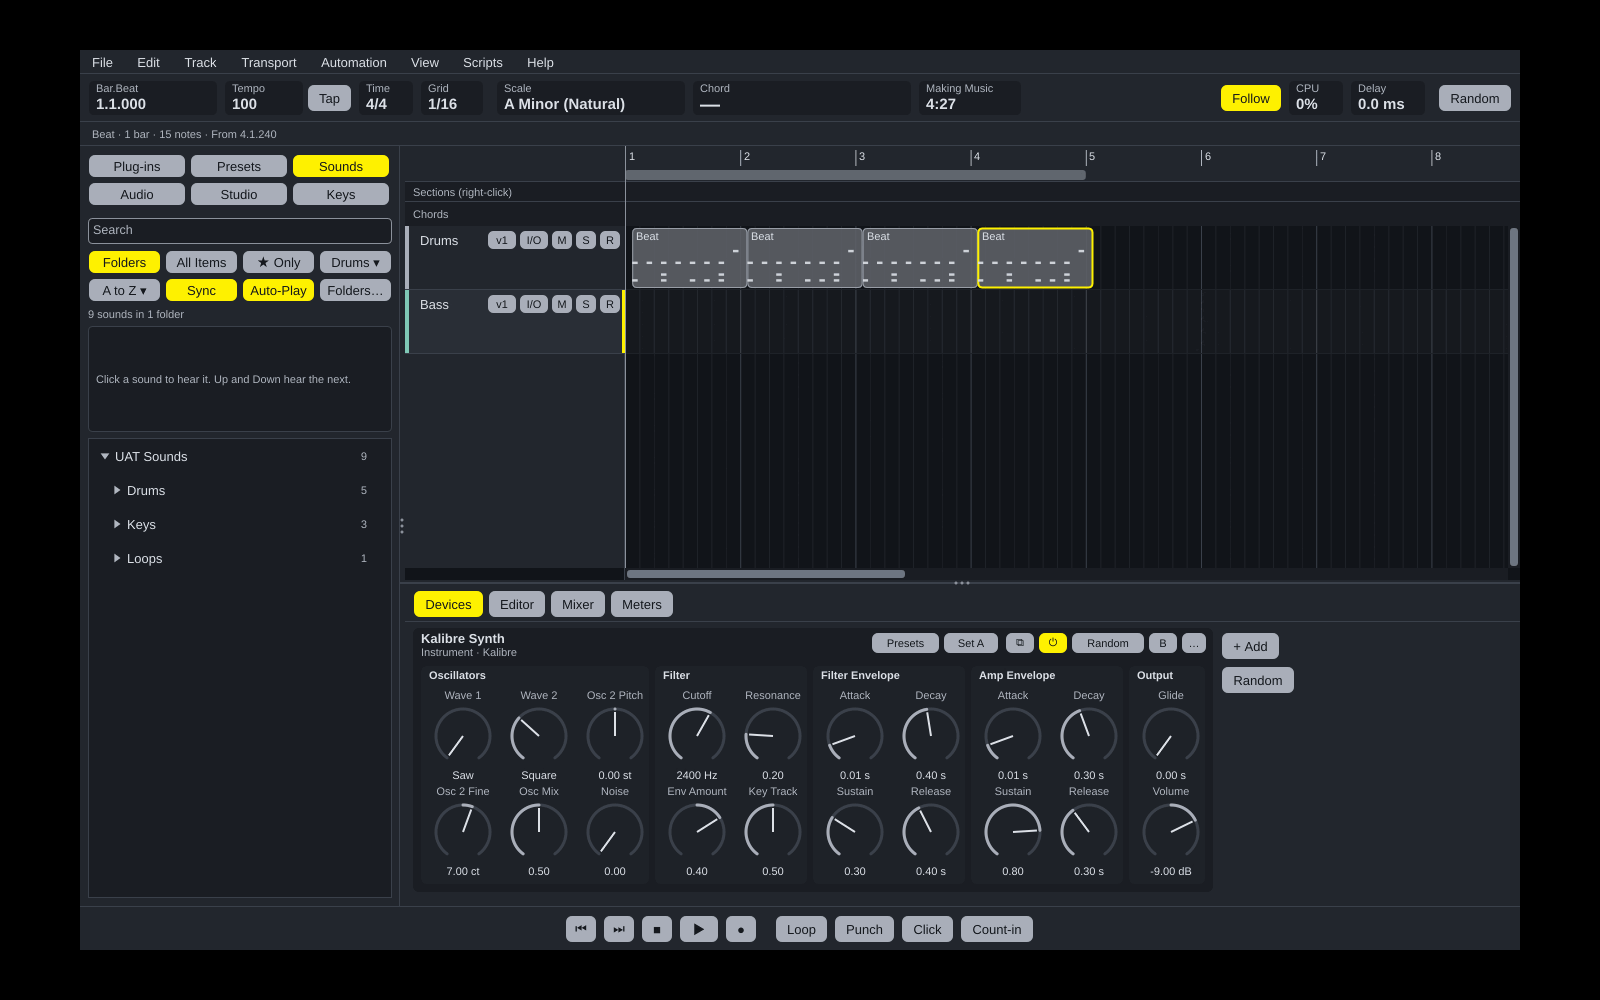 File Edit Track Transport Automation View Scripts Help
Bar.Beat Tempo Time Grid Scale Chord Making Music CPU Delay
1.1.000 100 Tap 4/4 1/16 A Minor (Natural) — 4:27 Follow 0% 0.0 ms Random
Beat · 1 bar · 15 notes · From 4.1.240
Plug-ins Presets Sounds
Audio Studio Keys
Search
Folders All Items ★ Only Drums ▾
A to Z ▾ Sync Auto-Play Folders…
9 sounds in 1 folder
Click a sound to hear it. Up and Down hear the next.
UAT Sounds 9
Drums 5
Keys 3
Loops 1
1 2 3 4 5 6 7 8
Sections (right-click)
Chords
Drums v1 I/O M S R
Beat Beat Beat Beat
Bass v1 I/O M S R
Devices Editor Mixer Meters
Kalibre Synth
Instrument · Kalibre
Presets Set A Random B …
+ Add
Random
Oscillators Filter Filter Envelope Amp Envelope Output
Wave 1 Wave 2 Osc 2 Pitch Cutoff Resonance Attack Decay Attack Decay Glide
Saw Square 0.00 st 2400 Hz 0.20 0.01 s 0.40 s 0.01 s 0.30 s 0.00 s
Osc 2 Fine Osc Mix Noise Env Amount Key Track Sustain Release Sustain Release Volume
7.00 ct 0.50 0.00 0.40 0.50 0.30 0.40 s 0.80 0.30 s -9.00 dB
Loop Punch Click Count-in